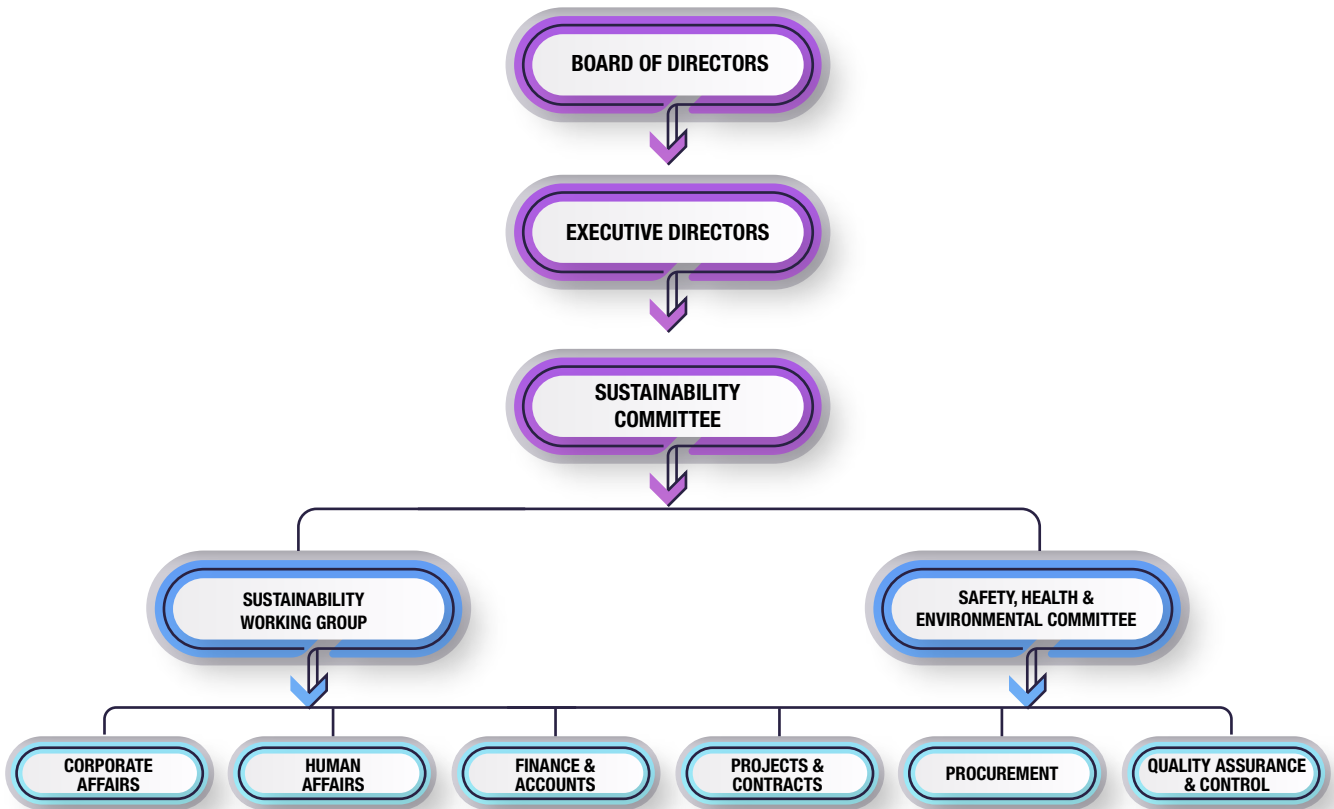 BOARD OF DIRECTORS
EXECUTIVE DIRECTORS
SUSTAINABILITY
COMMITTEE
SUSTAINABILITY
WORKING GROUP
SAFETY, HEALTH &
ENVIRONMENTAL COMMITTEE
CORPORATE
AFFAIRS
HUMAN
AFFAIRS
FINANCE &
ACCOUNTS
PROJECTS &
CONTRACTS
PROCUREMENT
QUALITY ASSURANCE
& CONTROL